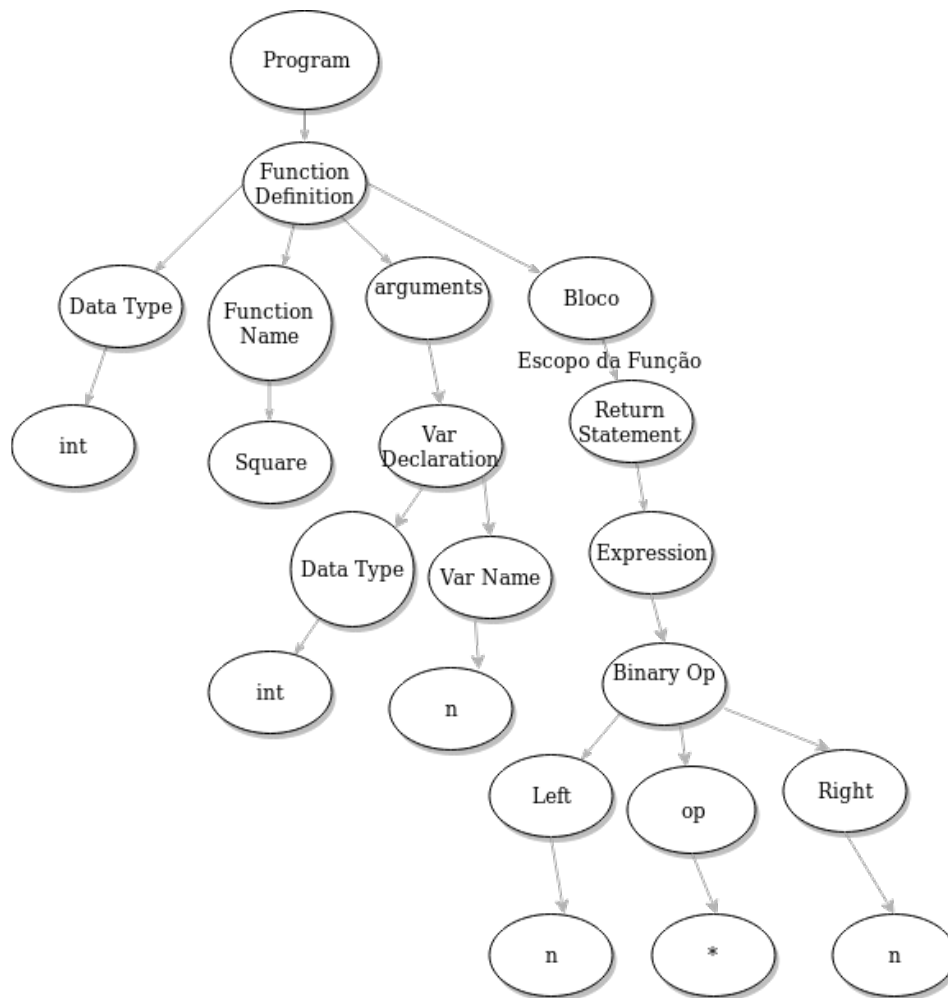 Program
Function
Definition
Data Type
Function
Name
arguments
Bloco
Escopo da Função
int
Square
Var
Declaration
Return
Statement
Data Type
Var Name
Expression
int
n
Binary Op
Left
op
Right
n
*
n